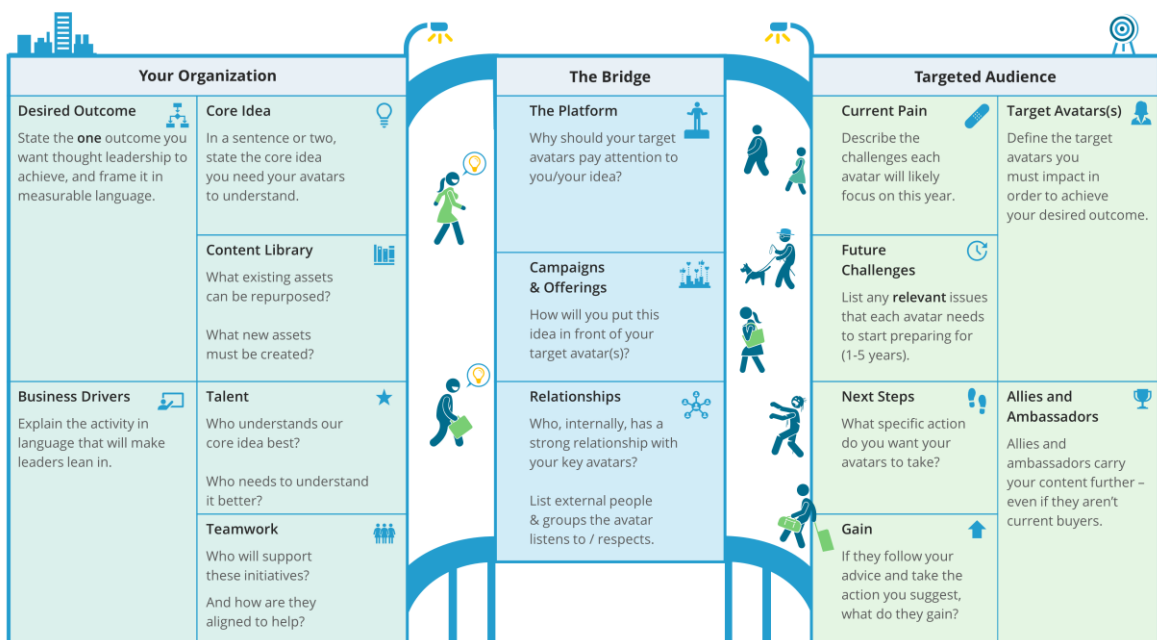 Your Organization
Desired Outcome
State the one outcome you
want thought leadership to
achieve, and frame it in
measurable language.
Core Idea
In a sentence or two,
state the core idea
you need your avatars
to understand.
Content Library
What existing assets
can be repurposed?
What new assets
must be created?
Business Drivers
Explain the activity in
language that will make
leaders lean in.
Talent
Who understands our
core idea best?
Who needs to understand
it better?
Teamwork
Who will support
these initiatives?
And how are they
aligned to help?
The Bridge
The Platform
Why should your target
avatars pay attention to
you/your idea?
Campaigns
& Offerings
How will you put this
idea in front of your
target avatar(s)?
Relationships
Who, internally, has a
strong relationship with
your key avatars?
List external people
& groups the avatar
listens to / respects.
Targeted Audience
Current Pain
Describe the
challenges each
avatar will likely
focus on this year.
Target Avatars(s)
Define the target
avatars you
must impact in
order to achieve
your desired outcome.
Future
Challenges
List any relevant issues
that each avatar needs
to start preparing for
(1-5 years).
Next Steps
What specific action
do you want your
avatars to take?
Allies and
Ambassadors
Allies and
ambassadors carry
your content further –
even if they aren’t
current buyers.
Gain
If they follow your
advice and take the
action you suggest,
what do they gain?